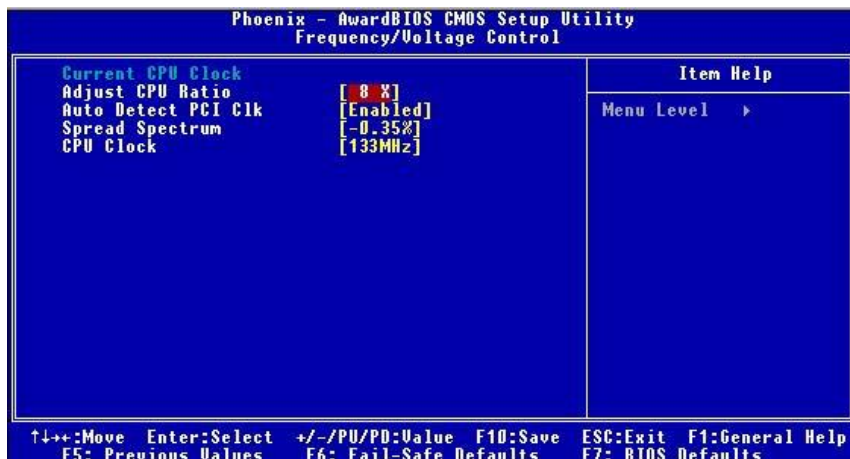 Phoenix - AwardBIOS CMOS Setup Utility
Frequency/Voltage Control
Current CPU Clock
Adjust CPU Ratio [ 8 X]
Auto Detect PCI Clk [Enabled]
Spread Spectrum [-0.35%]
CPU Clock [133MHz]
Item Help
Menu Level ▸
↑↓→←:Move Enter:Select +/-/PU/PD:Value F10:Save ESC:Exit F1:General Help
F5: Previous Values F6: Fail-Safe Defaults F7: BIOS Defaults